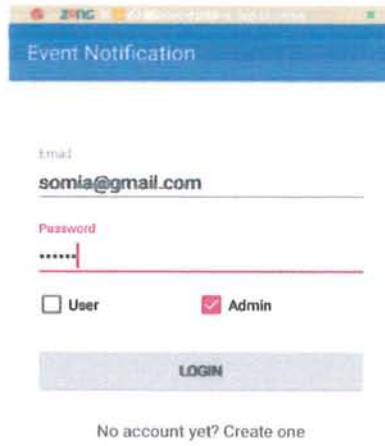 Event Notification
Email
somia@gmail.com
Password
••••••
User Admin
LOGIN
No account yet? Create one